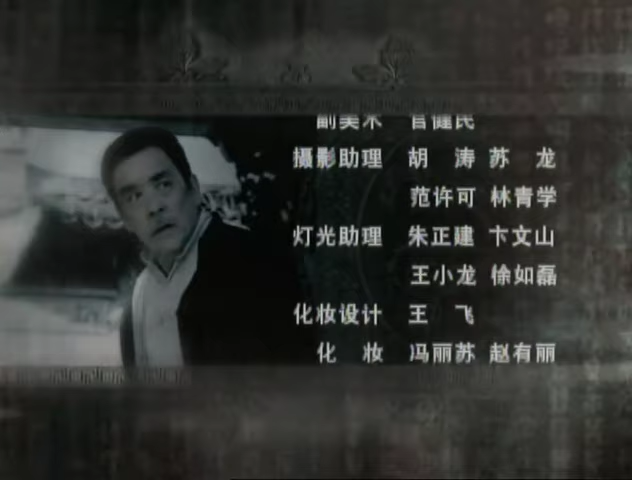 副美术 官健民
摄影助理 胡涛 苏龙
范许可 林青学
灯光助理 朱正建 卞文山
王小龙 徐如磊
化妆设计 王飞
化妆 冯丽苏 赵有丽